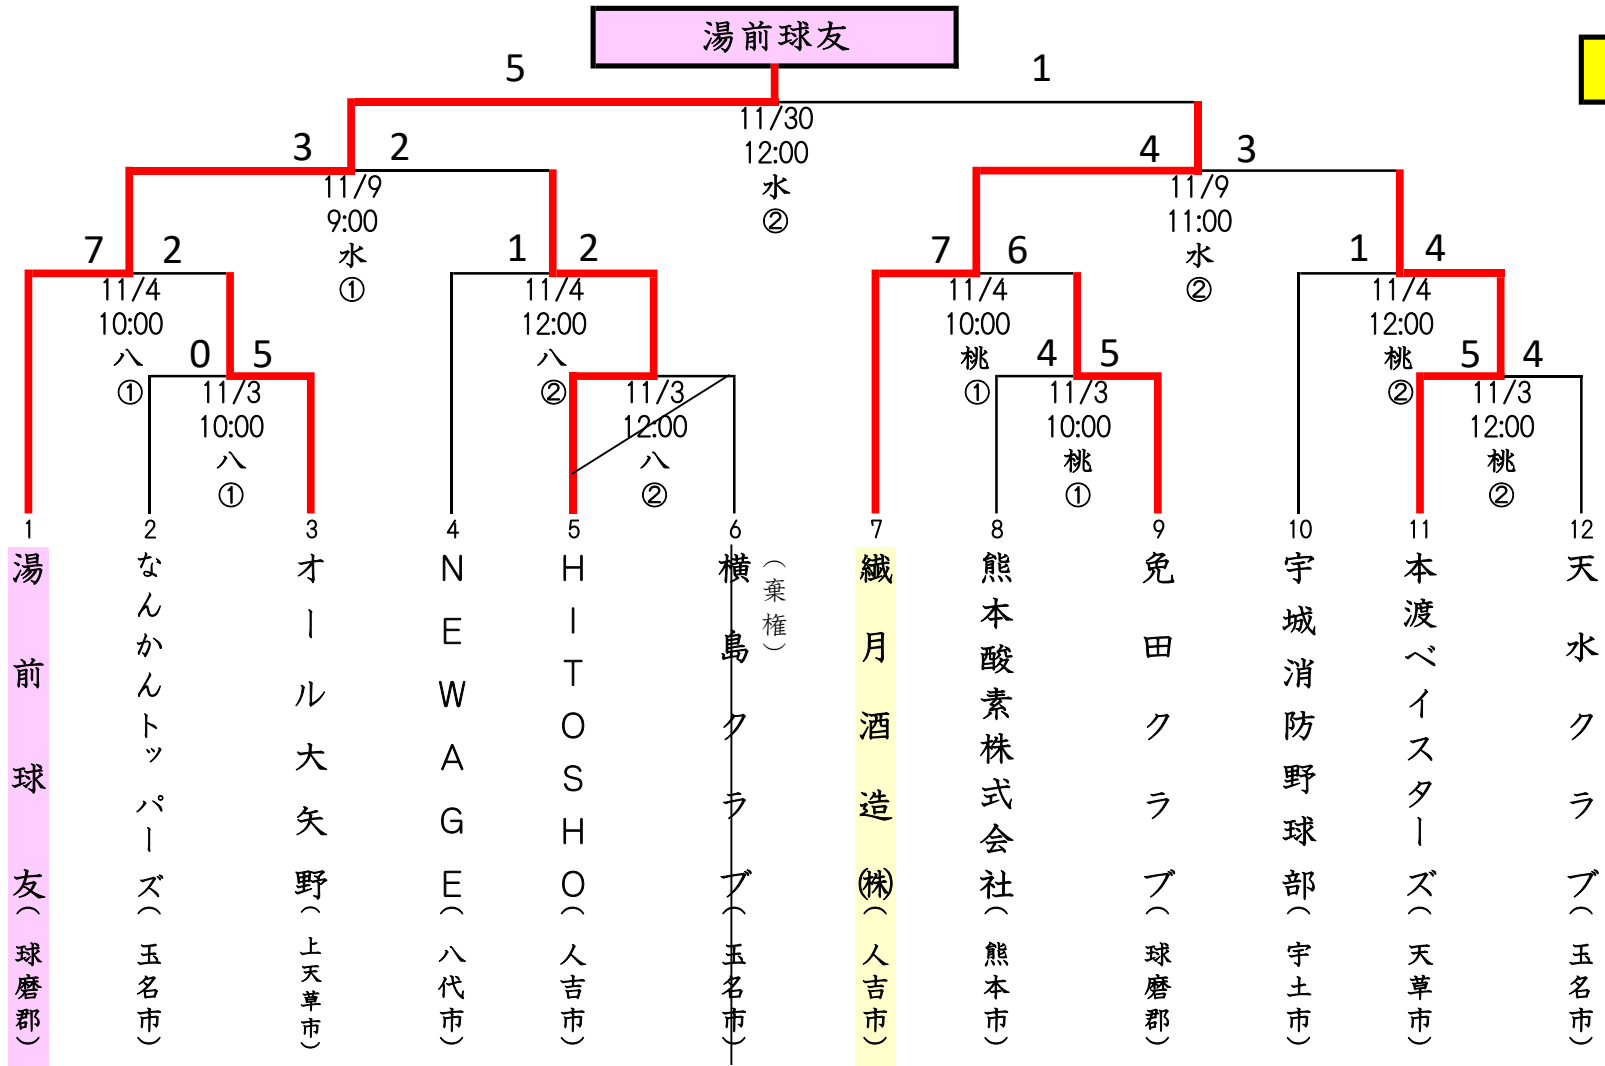 湯前球友
5 1
11/30
12:00
水
②
3 2
11/9
9:00
水
①
4 3
11/9
11:00
水
②
7 2
11/4
10:00
八
①
1 2
11/4
12:00
八
②
7 6
11/4
10:00
桃
①
1 4
11/4
12:00
桃
②
0 5
11/3
10:00
八
①
11/3
12:00
八
②
4 5
11/3
10:00
桃
①
5 4
11/3
12:00
桃
②
1
湯前球友(球磨郡)
2
なんかんトッパーズ(玉名市)
3
オール大矢野(上天草市)
4
NEWAGE(八代市)
5
HITOSHO(人吉市)
6
横島クラブ(玉名市)
(棄権)
7
繊月酒造㈱(人吉市)
8
熊本酸素株式会社(熊本市)
9
免田クラブ(球磨郡)
10
宇城消防野球部(宇土市)
11
本渡ベイスターズ(天草市)
12
天水クラブ(玉名市)